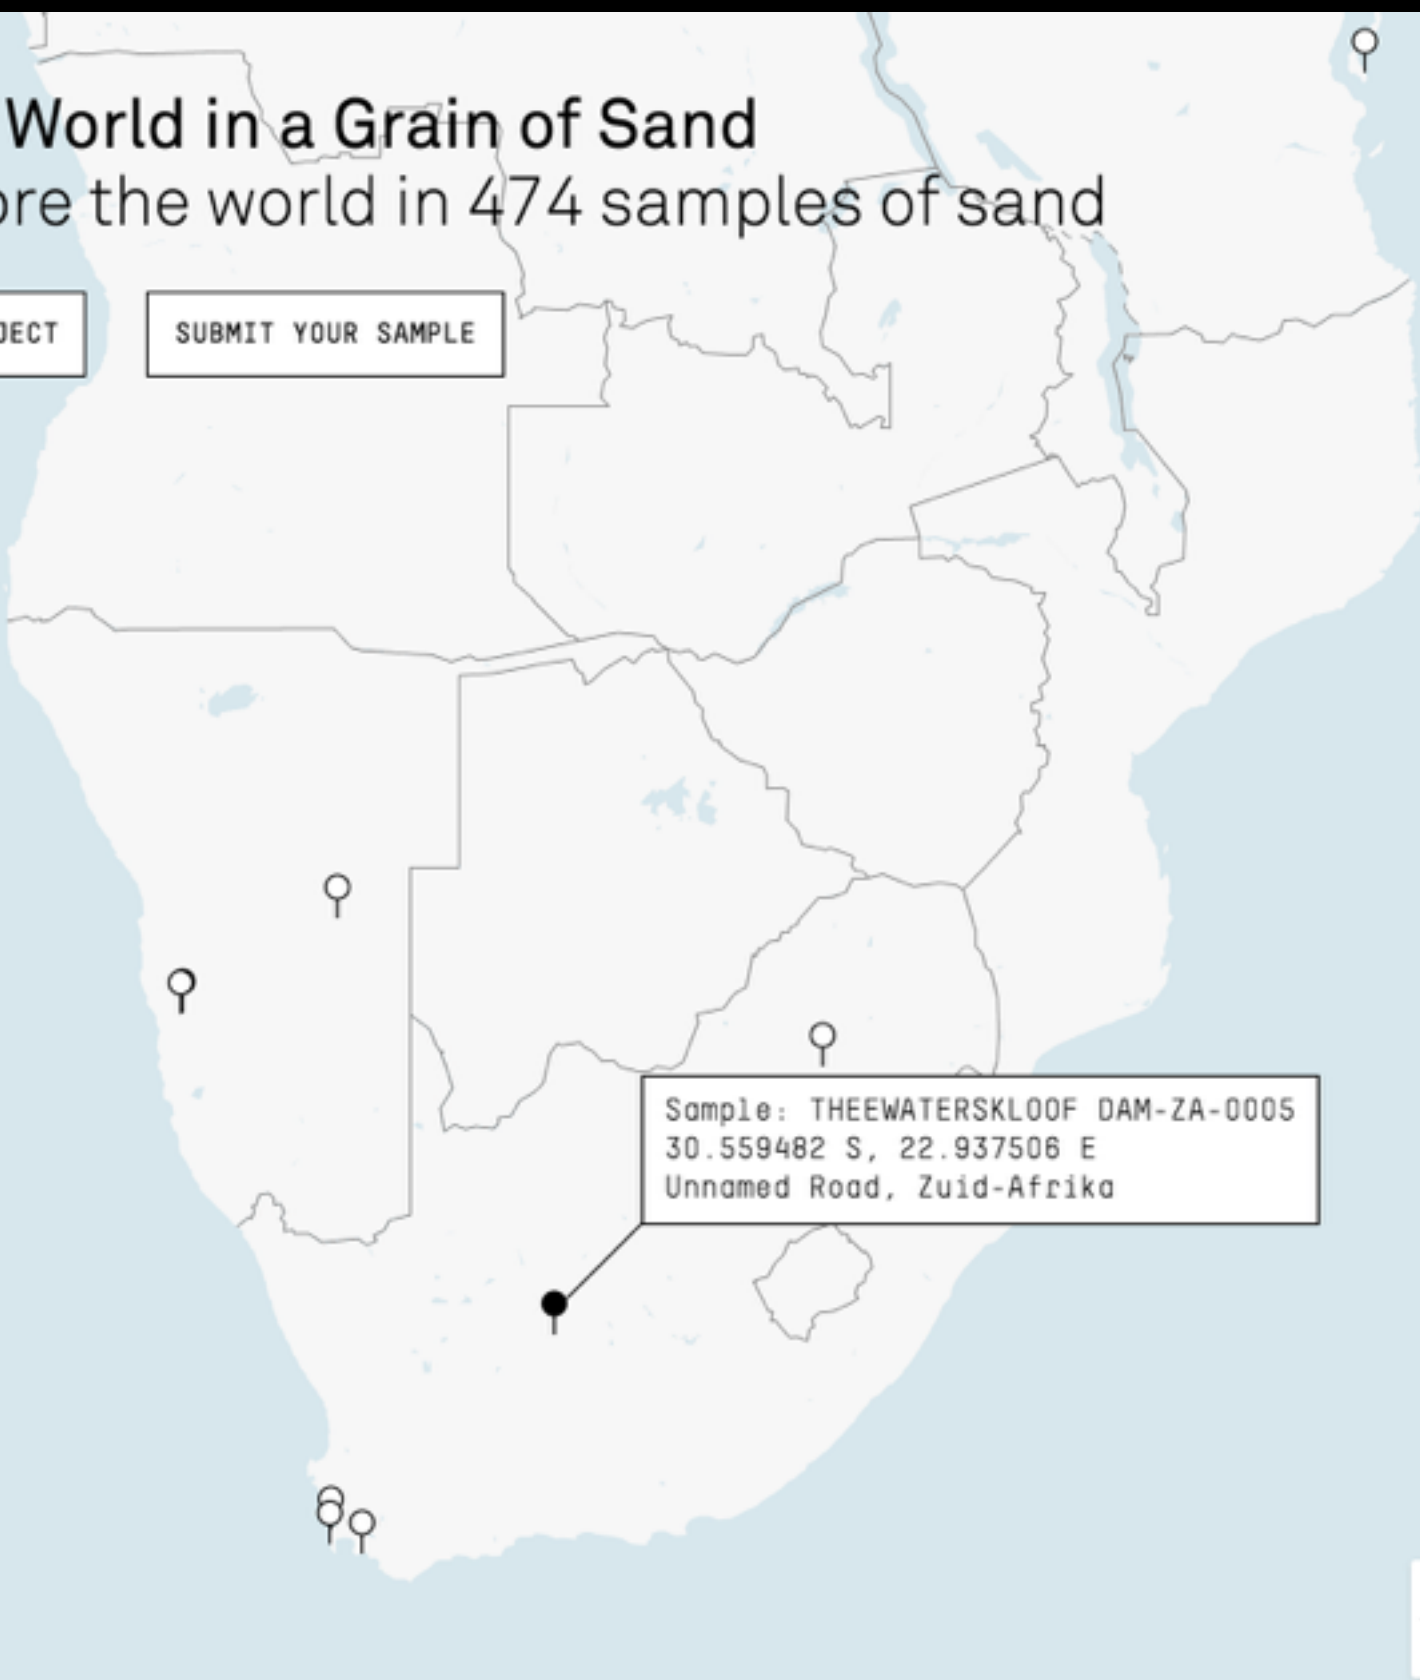 World in a Grain of Sand
ore the world in 474 samples of sand
JECT
SUBMIT YOUR SAMPLE
Sample: THEEWATERSKLOOF DAM-ZA-0005
30.559482 S, 22.937506 E
Unnamed Road, Zuid-Afrika